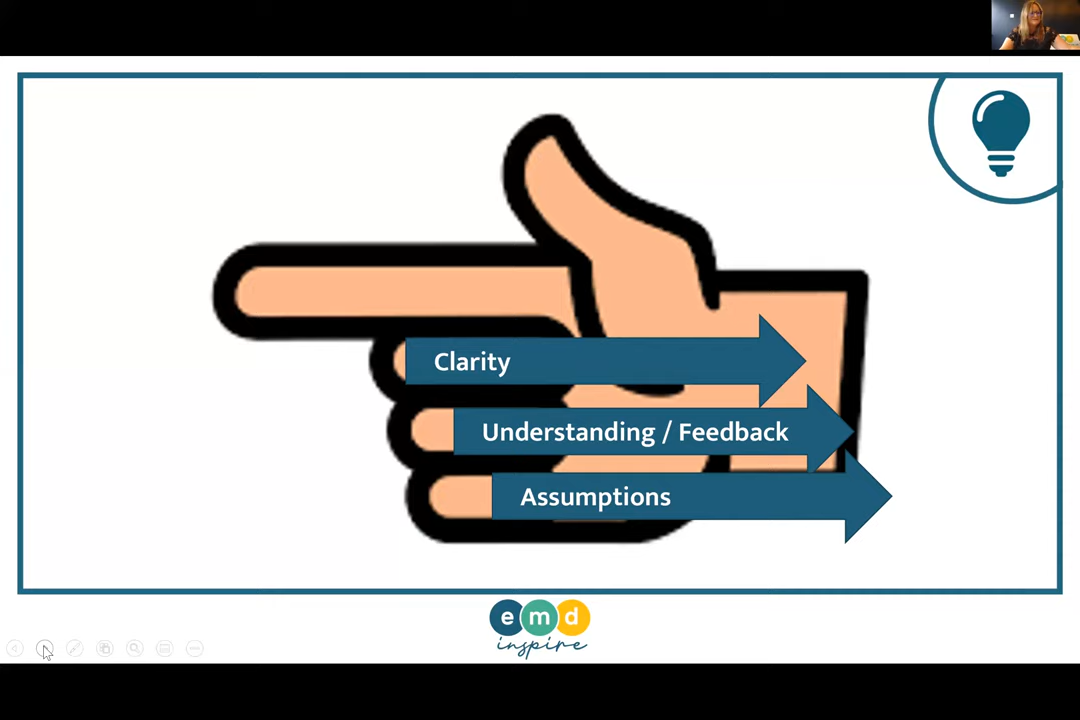 Clarity
Understanding / Feedback
Assumptions
emd
inspire